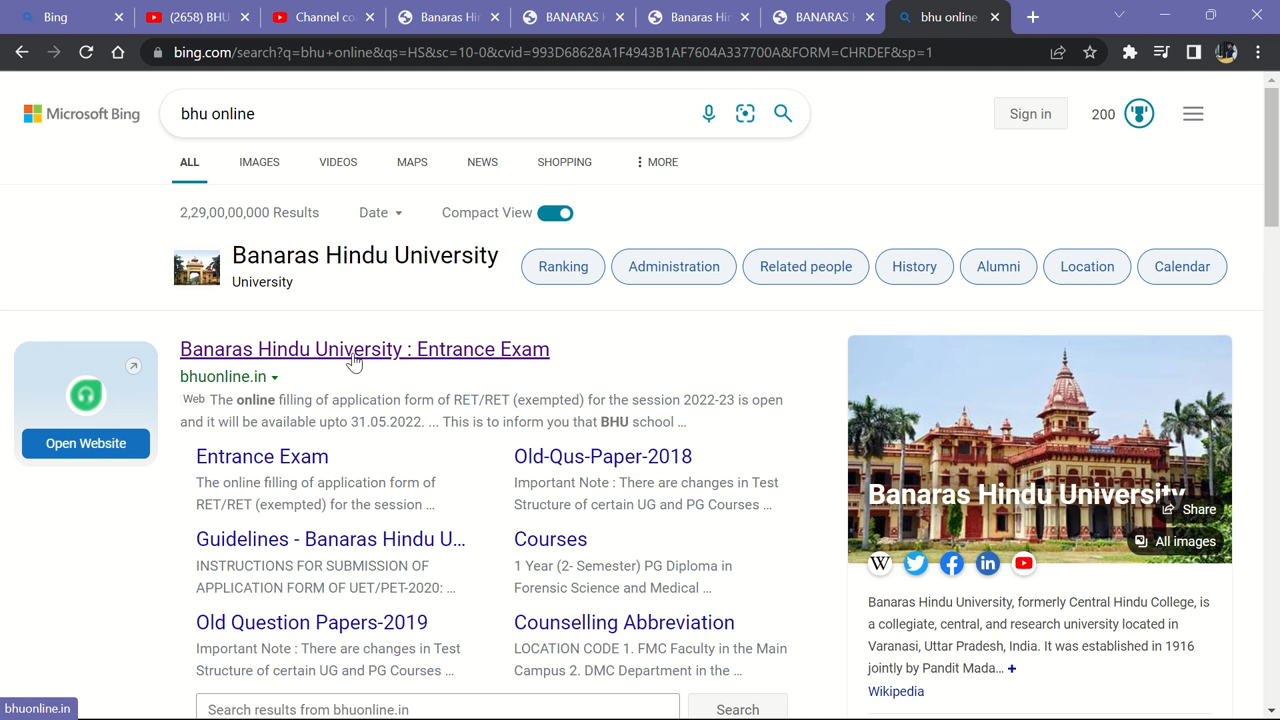 Bing
(2658) BHU
Channel co
Banaras Hin
BANARAS
Banaras Hin
BANARAS
bhu online
bing.com/search?q=bhu+online&qs=HS&sc=10-0&cvid=993D68628A1F4943B1AF7604A337700A&FORM=CHRDEF&sp=1
Microsoft Bing
bhu online
Sign in
200
ALL
IMAGES
VIDEOS
MAPS
NEWS
SHOPPING
MORE
2,29,00,00,000 Results
Date
Compact View
Banaras Hindu University
University
Ranking
Administration
Related people
History
Alumni
Location
Calendar
Open Website
Banaras Hindu University : Entrance Exam
bhuonline.in
Web The online filling of application form of RET/RET (exempted) for the session 2022-23 is open
and it will be available upto 31.05.2022. ... This is to inform you that BHU school ...
Entrance Exam
The online filling of application form of
RET/RET (exempted) for the session ...
Old-Qus-Paper-2018
Important Note : There are changes in Test
Structure of certain UG and PG Courses ...
Guidelines - Banaras Hindu U...
INSTRUCTIONS FOR SUBMISSION OF
APPLICATION FORM OF UET/PET-2020: ...
Courses
1 Year (2- Semester) PG Diploma in
Forensic Science and Medical ...
Old Question Papers-2019
Important Note : There are changes in Test
Structure of certain UG and PG Courses ...
Counselling Abbreviation
LOCATION CODE 1. FMC Faculty in the Main
Campus 2. DMC Department in the ...
Search results from bhuonline.in
Search
Banaras Hindu University
Share
All images
W
in
Banaras Hindu University, formerly Central Hindu College, is
a collegiate, central, and research university located in
Varanasi, Uttar Pradesh, India. It was established in 1916
jointly by Pandit Mada... +
Wikipedia
bhuonline.in